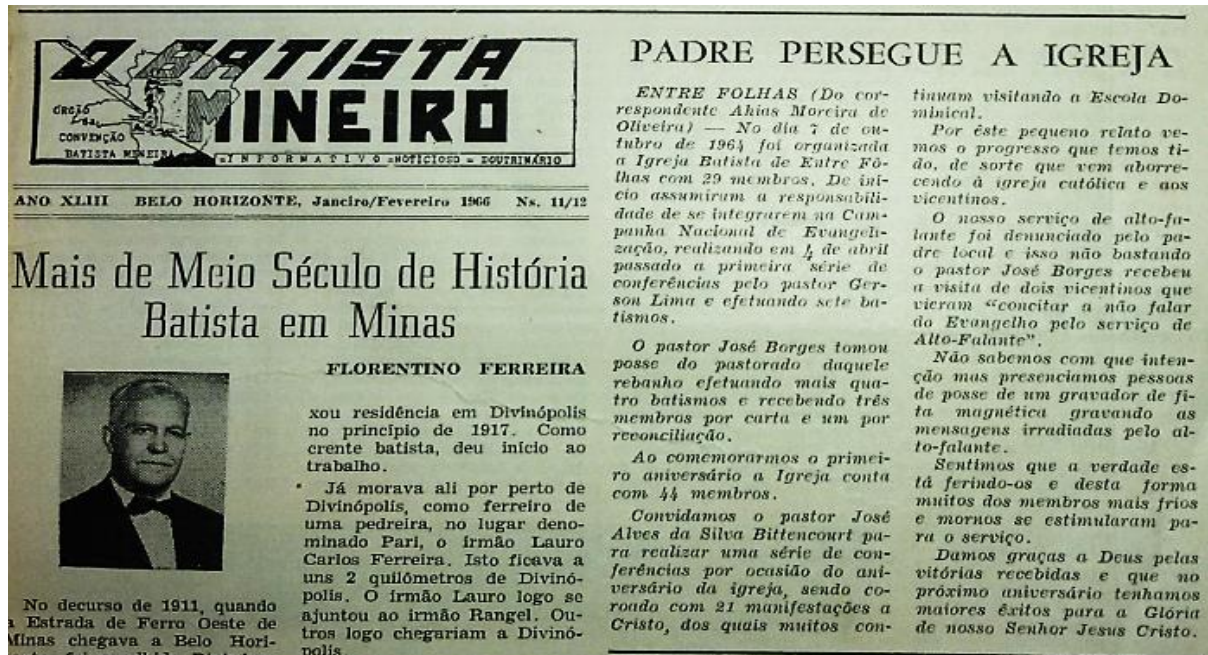 O BATISTA
MINEIRO
ÓRGÃO
DA
CONVENÇÃO
BATISTA MINEIRA
INFORMATIVO = NOTICIOSO = DOUTRINÁRIO
ANO XLIII BELO HORIZONTE, Janeiro/Fevereiro 1966 Ns. 11/12
Mais de Meio Século de História
Batista em Minas
FLORENTINO FERREIRA
No decurso de 1911, quando
a Estrada de Ferro Oeste de
Minas chegava a Belo Hori-
xou residência em Divinópolis
no princípio de 1917. Como
crente batista, deu início ao
trabalho.
Já morava ali por perto de
Divinópolis, como ferreiro de
uma pedreira, no lugar deno-
minado Pari, o irmão Lauro
Carlos Ferreira. Isto ficava a
uns 2 quilômetros de Divinó-
polis. O irmão Lauro logo se
ajuntou ao irmão Rangel. Ou-
tros logo chegariam a Divinó-
polis
PADRE PERSEGUE A IGREJA
ENTRE FOLHAS (Do cor-
respondente Ahias Moreira de
Oliveira) — No dia 7 de ou-
tubro de 1964 foi organizada
a Igreja Batista de Entre Fô-
lhas com 29 membros. De iní-
cio assumiram a responsabili-
dade de se integrarem na Cam-
panha Nacional de Evangeli-
zação, realizando em 4 de abril
passado a primeira série de
conferências pelo pastor Ger-
son Lima e efetuando sete ba-
tismos.
O pastor José Borges tomou
posse do pastorado daquele
rebanho efetuando mais qua-
tro batismos e recebendo três
membros por carta e um por
reconciliação.
Ao comemorarmos o primei-
ro aniversário a Igreja conta
com 44 membros.
Convidamos o pastor José
Alves da Silva Bittencourt pa-
ra realizar uma série de con-
ferências por ocasião do ani-
versário da igreja, sendo co-
roado com 21 manifestações a
Cristo, dos quais muitos con-
tinuam visitando a Escola Do-
minical.
Por êste pequeno relato ve-
mos o progresso que temos ti-
do, de sorte que vem aborre-
cendo à igreja católica e aos
vicentinos.
O nosso serviço de alto-fa-
lante foi denunciado pelo pa-
dre local e isso não bastando
o pastor José Borges recebeu
a visita de dois vicentinos que
vieram “concitar a não falar
do Evangelho pelo serviço de
Alto-Falante”.
Não sabemos com que inten-
ção mas presenciamos pessoas
de posse de um gravador de fi-
ta magnética gravando as
mensagens irradiadas pelo al-
to-falante.
Sentimos que a verdade es-
tá ferindo-os e desta forma
muitos dos membros mais frios
e mornos se estimularam pa-
ra o serviço.
Damos graças a Deus pelas
vitórias recebidas e que no
próximo aniversário tenhamos
maiores êxitos para a Glória
de nosso Senhor Jesus Cristo.